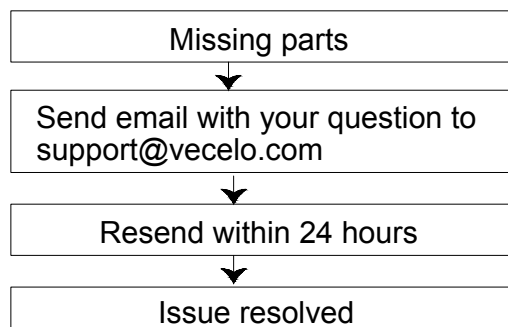 Missing parts
Send email with your question to
support@vecelo.com
Resend within 24 hours
Issue resolved